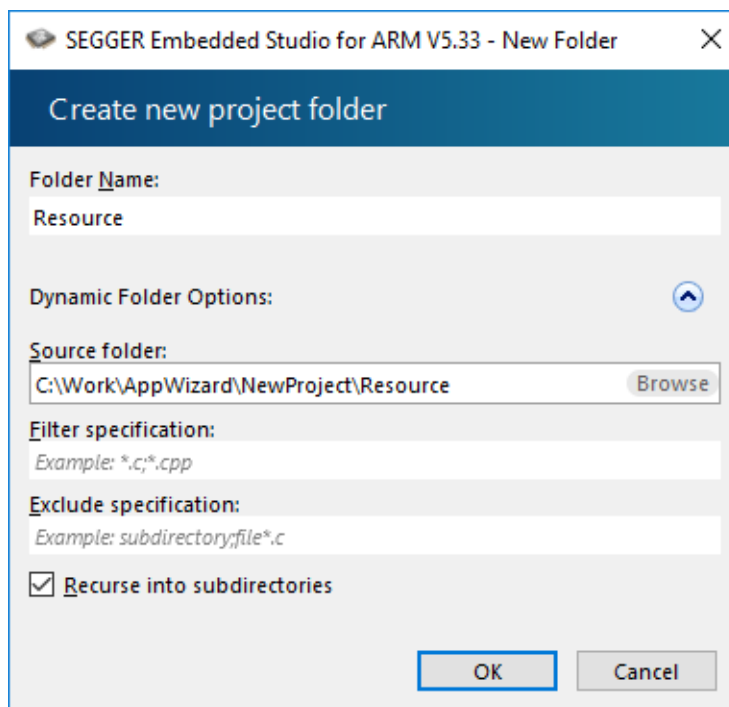 SEGGER Embedded Studio for ARM V5.33 - New Folder
Create new project folder
Folder Name:
Resource
Dynamic Folder Options:
Source folder:
C:\Work\AppWizard\NewProject\Resource Browse
Filter specification:
Example: *.c;*.cpp
Exclude specification:
Example: subdirectory;file*.c
Recurse into subdirectories
OK Cancel